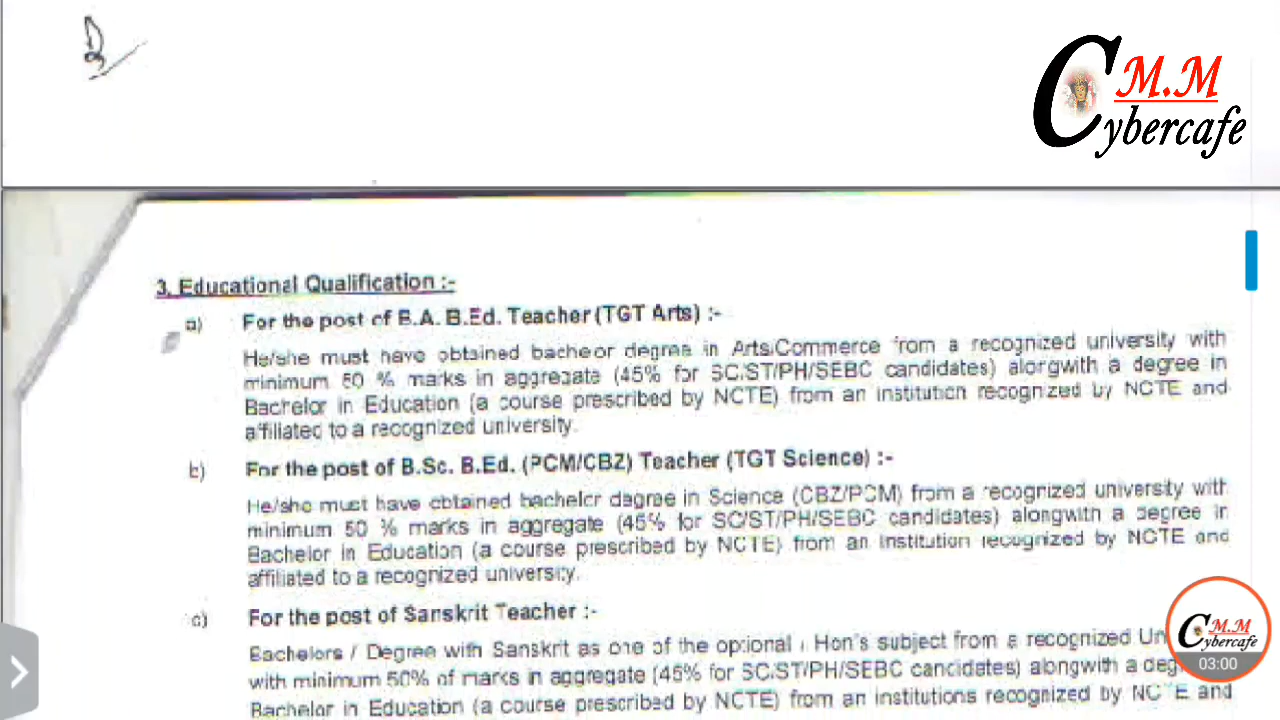 M.M
Cybercafe
3. Educational Qualification :-
a) For the post of B.A. B.Ed. Teacher (TGT Arts) :-
He/she must have obtained bachelor degree in Arts/Commerce from a recognized university with
minimum 50 % marks in aggregate (45% for SC/ST/PH/SEBC candidates) alongwith a degree in
Bachelor in Education (a course prescribed by NCTE) from an institution recognized by NCTE and
affiliated to a recognized university.
b) For the post of B.Sc. B.Ed. (PCM/CBZ) Teacher (TGT Science) :-
He/she must have obtained bachelor degree in Science (CBZ/PCM) from a recognized university with
minimum 50 % marks in aggregate (45% for SC/ST/PH/SEBC candidates) alongwith a degree in
Bachelor in Education (a course prescribed by NCTE) from an Institution recognized by NCTE and
affiliated to a recognized university.
c) For the post of Sanskrit Teacher :-
Bachelors / Degree with Sanskrit as one of the optional / Hon's subject from a recognized Un
with minimum 50% of marks in aggregate (45% for SC/ST/PH/SEBC candidates) alongwith a deg
Bachelor in Education (a course prescribed by NCTE) from an institutions recognized by NCTE and
M.M
Cybercafe
03:00